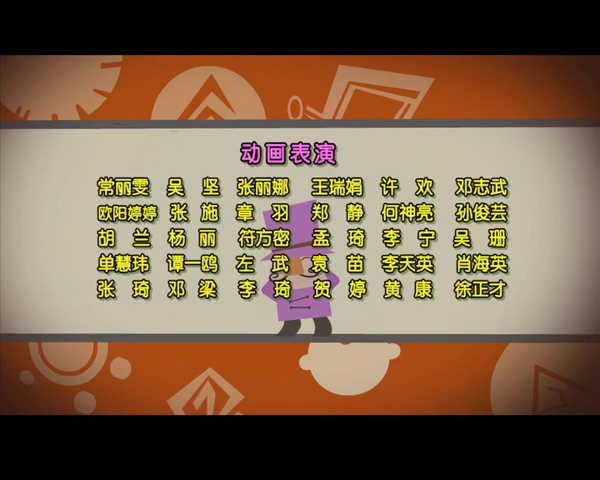 动画表演
常丽雯 吴 坚 张丽娜 王瑞娟 许 欢 邓志武
欧阳婷婷 张 施 章 羽 郑 静 何神亮 孙俊芸
胡 兰 杨 丽 符方密 孟 琦 李 宁 吴 珊
单慧玮 谭一鸥 左 武 袁 苗 李天英 肖海英
张 琦 邓 梁 李 琦 贺 婷 黄 康 徐正才